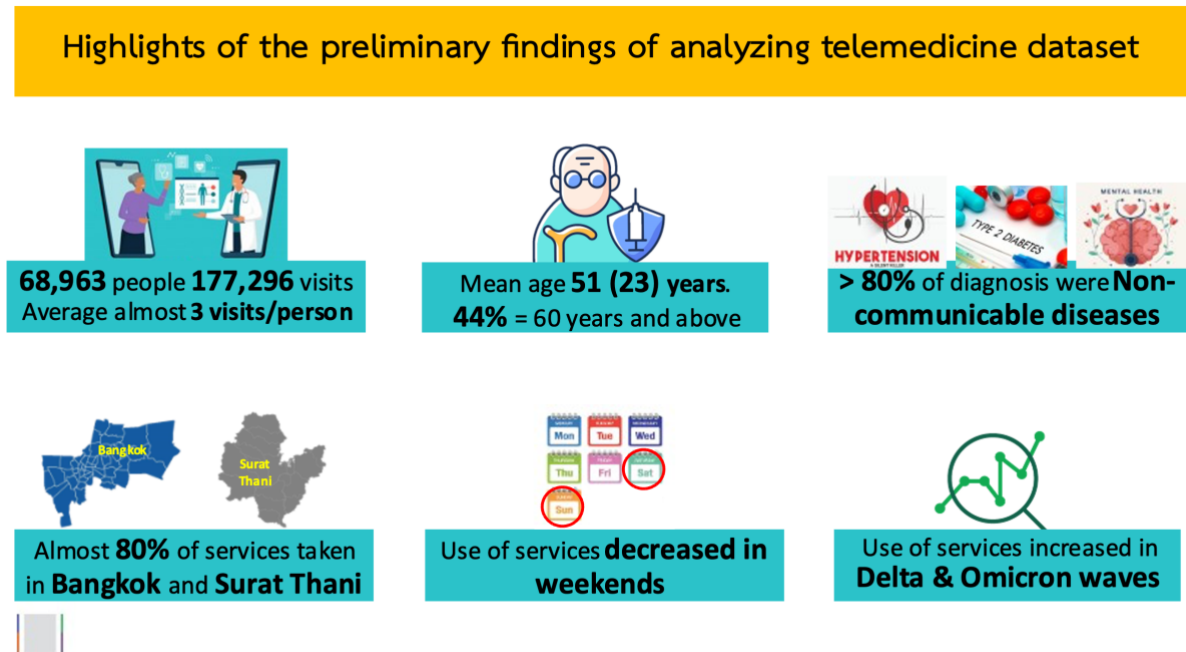 Highlights of the preliminary findings of analyzing telemedicine dataset
68,963 people 177,296 visits
Average almost 3 visits/person
Mean age 51 (23) years.
44% = 60 years and above
HYPERTENSION
TYPE 2 DIABETES
MENTAL HEALTH
> 80% of diagnosis were Non-
communicable diseases
Bangkok
Surat
Thani
Almost 80% of services taken
in Bangkok and Surat Thani
Mon
Tue
Wed
Thu
Fri
Sat
Sun
Use of services decreased in
weekends
Use of services increased in
Delta & Omicron waves